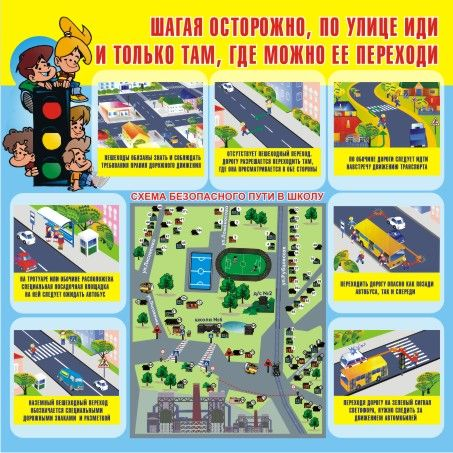 ШАГАЯ ОСТОРОЖНО, ПО УЛИЦЕ ИДИ
И ТОЛЬКО ТАМ, ГДЕ МОЖНО ЕЕ ПЕРЕХОДИ
ПЕШЕХОДЫ ОБЯЗАНЫ ЗНАТЬ И СОБЛЮДАТЬ
ТРЕБОВАНИЯ ПРАВИЛ ДОРОЖНОГО ДВИЖЕНИЯ
ОТСУТСТВУЕТ ПЕШЕХОДНЫЙ ПЕРЕХОД,
ДОРОГУ РАЗРЕШАЕТСЯ ПЕРЕХОДИТЬ ТАМ,
ГДЕ ОНА ПРОСМАТРИВАЕТСЯ В ОБЕ СТОРОНЫ
ПО ОБОЧИНЕ ДОРОГИ СЛЕДУЕТ ИДТИ
НАВСТРЕЧУ ДВИЖЕНИЮ ТРАНСПОРТА
СХЕМА БЕЗОПАСНОГО ПУТИ В ШКОЛУ
НА ТРОТУАРЕ ИЛИ ОБОЧИНЕ РАСПОЛОЖЕНА
СПЕЦИАЛЬНАЯ ПОСАДОЧНАЯ ПЛОЩАДКА
НА НЕЙ СЛЕДУЕТ ОЖИДАТЬ АВТОБУС
д/с №2
школа №6
ПЕРЕХОДИТЬ ДОРОГУ ОПАСНО КАК ПОЗАДИ
АВТОБУСА, ТАК И СПЕРЕДИ
НАЗЕМНЫЙ ПЕШЕХОДНЫЙ ПЕРЕХОД
ОБОЗНАЧАЕТСЯ СПЕЦИАЛЬНЫМИ
ДОРОЖНЫМИ ЗНАКАМИ И РАЗМЕТКОЙ
ПЕРЕХОДЯ ДОРОГУ НА ЗЕЛЕНЫЙ СИГНАЛ
СВЕТОФОРА, НУЖНО СЛЕДИТЬ ЗА
ДВИЖЕНИЕМ АВТОМОБИЛЕЙ